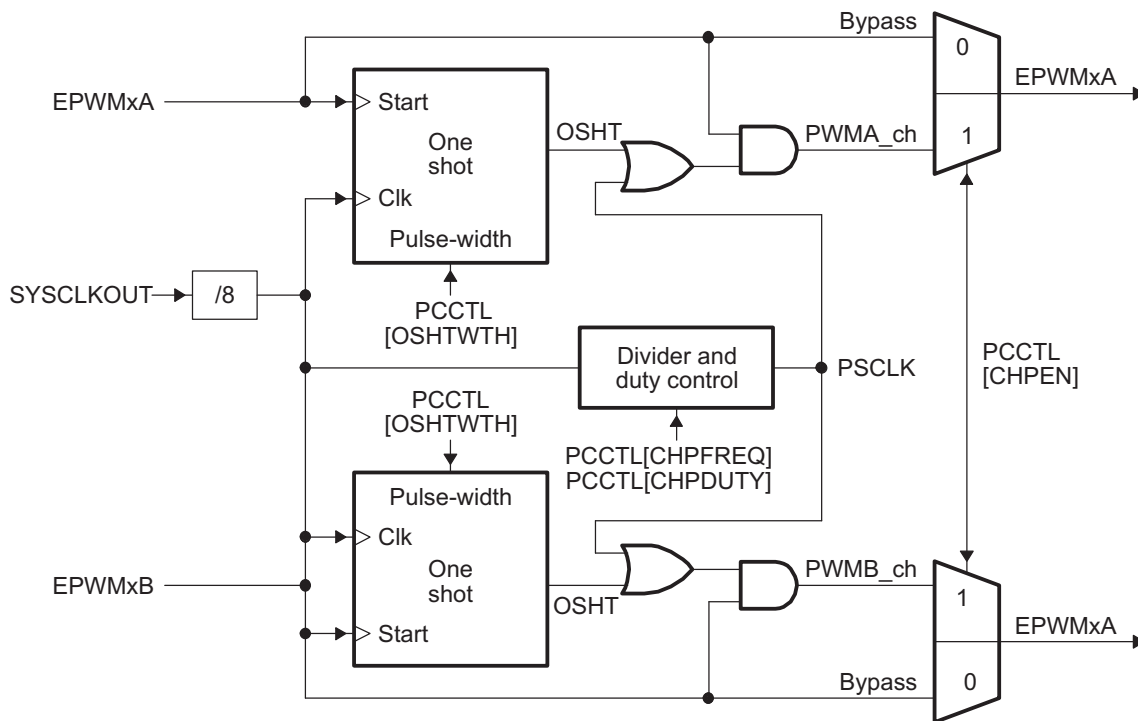 Bypass
0
EPWMxA
EPWMxA
Start
OSHT
PWMA_ch
1
One
shot
Clk
Pulse-width
SYSCLKOUT
/8
PCCTL
[OSHTWTH]
Divider and
duty control
PSCLK
PCCTL
[CHPEN]
PCCTL
[OSHTWTH]
PCCTL[CHPFREQ]
PCCTL[CHPDUTY]
Pulse-width
Clk
EPWMxB
One
shot
OSHT
PWMB_ch
1
Start
EPWMxA
Bypass
0